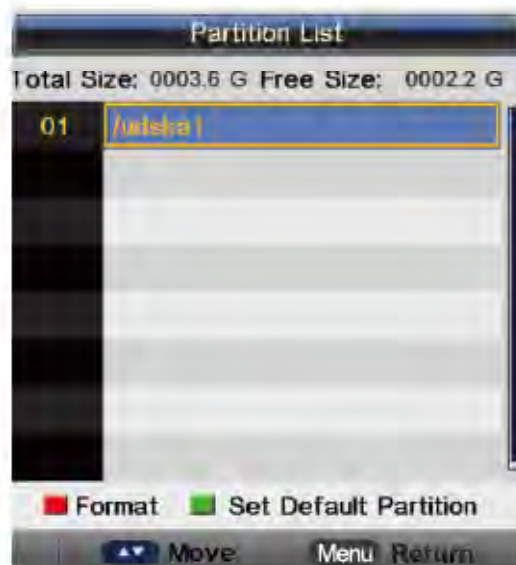 Partition List
Total Size: 0003.6 G Free Size: 0002.2 G
01
Format Set Default Partition
Move Menu Return